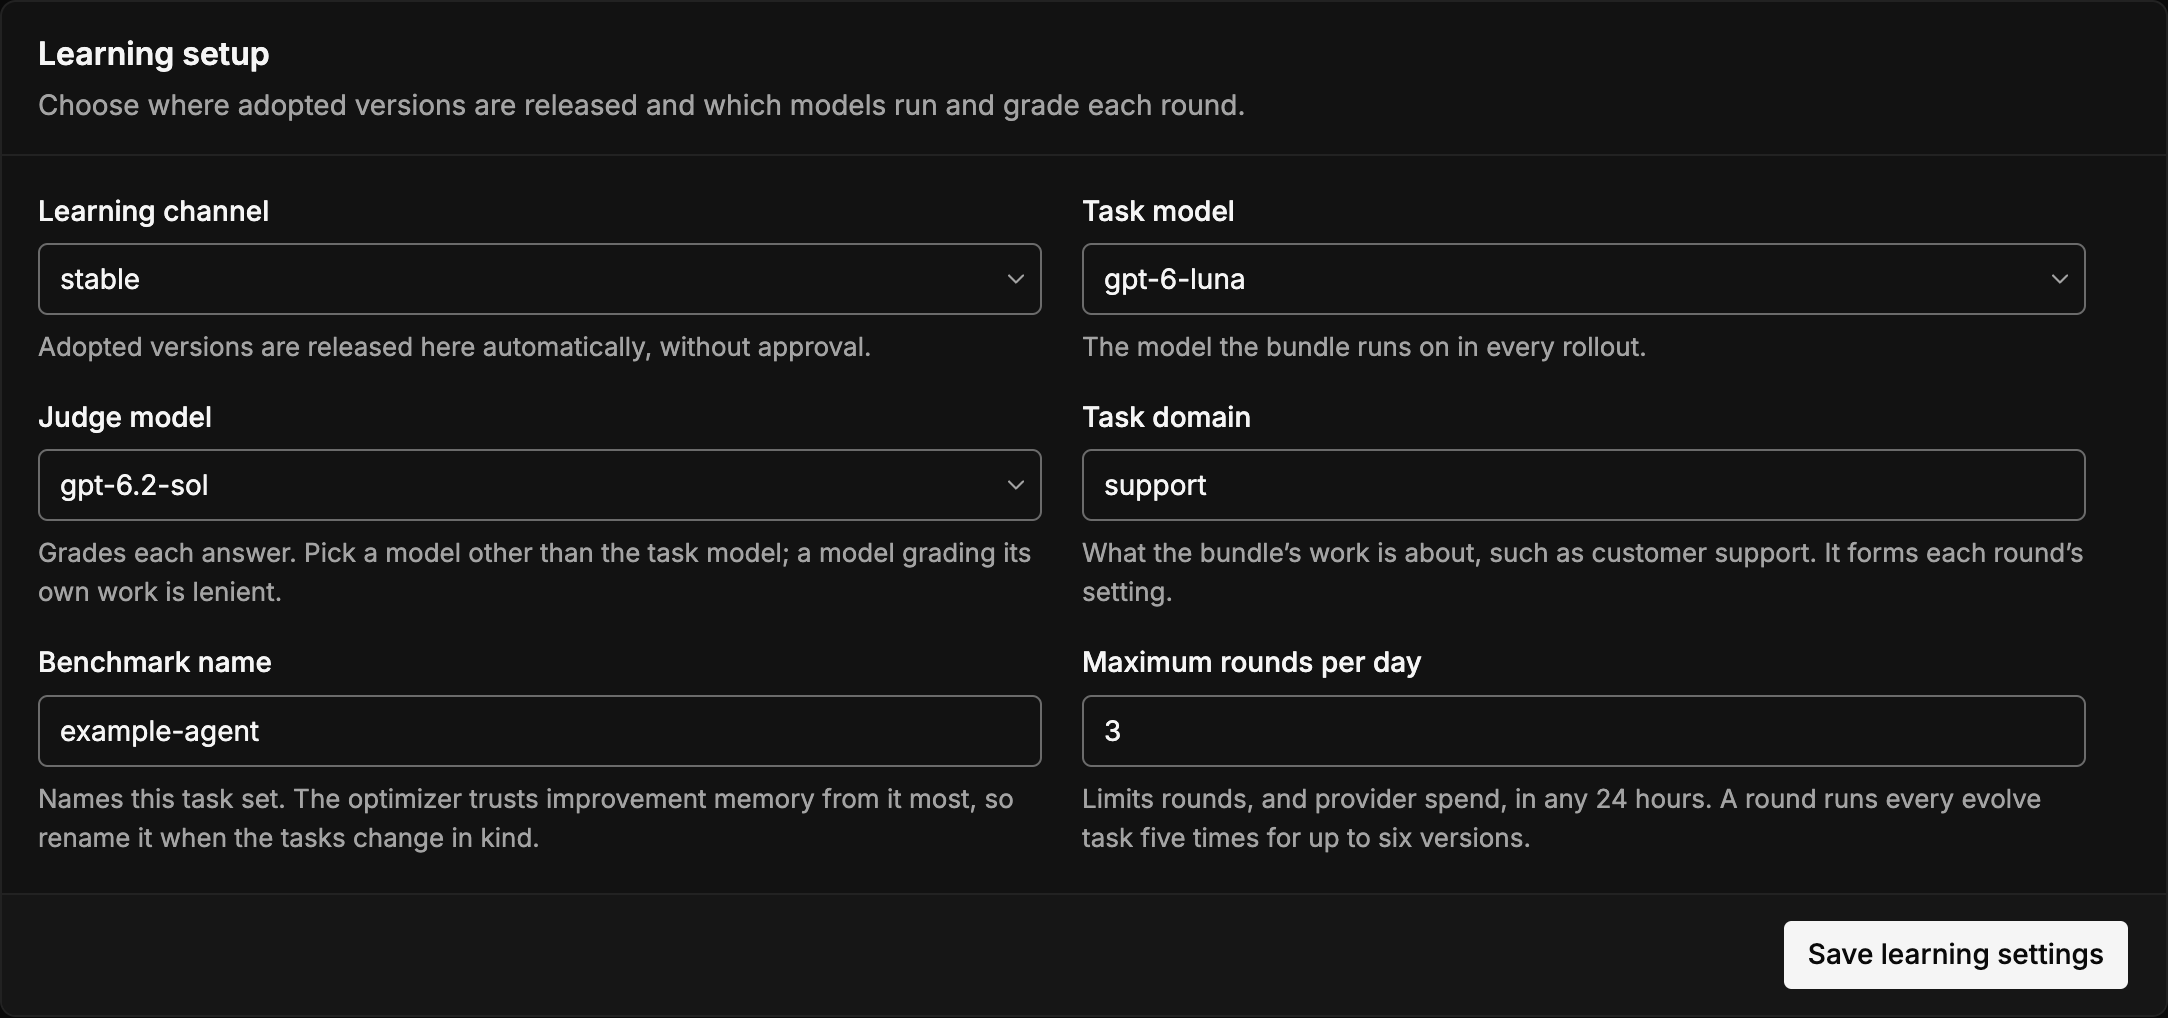 Learning setup
Choose where adopted versions are released and which models run and grade each round.
Learning channel
stable
Adopted versions are released here automatically, without approval.
Task model
gpt-6-luna
The model the bundle runs on in every rollout.
Judge model
gpt-6.2-sol
Grades each answer. Pick a model other than the task model; a model grading its
own work is lenient.
Task domain
support
What the bundle’s work is about, such as customer support. It forms each round’s
setting.
Benchmark name
example-agent
Names this task set. The optimizer trusts improvement memory from it most, so
rename it when the tasks change in kind.
Maximum rounds per day
3
Limits rounds, and provider spend, in any 24 hours. A round runs every evolve
task five times for up to six versions.
Save learning settings